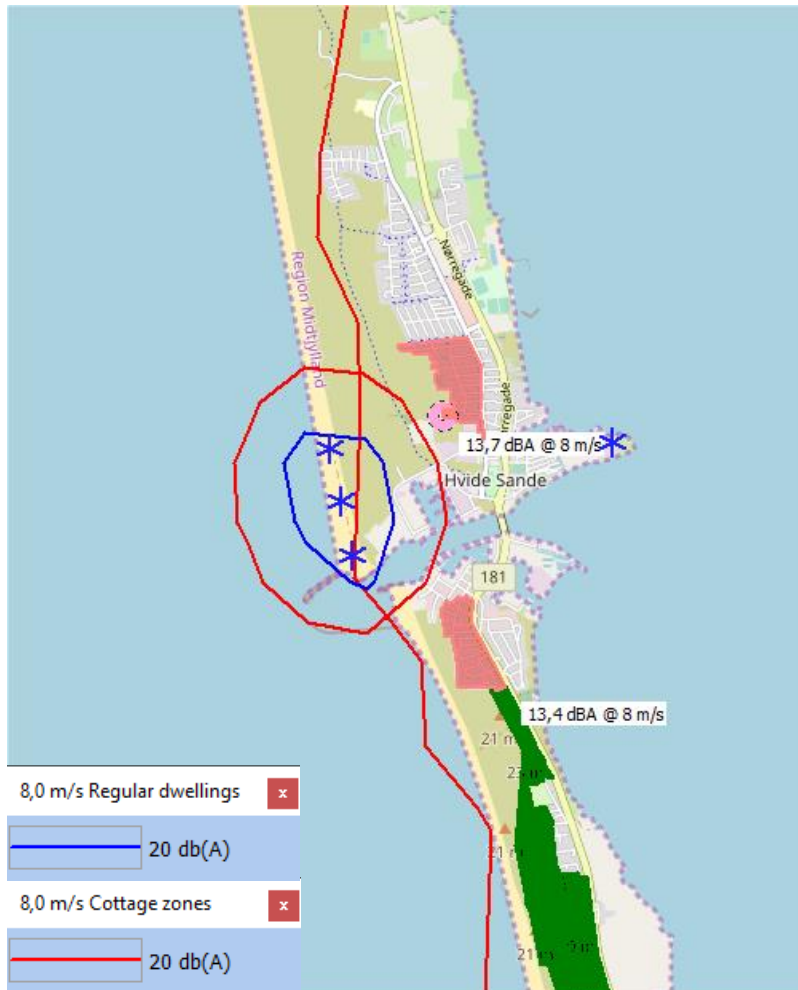 Nørregade
Region Midtjylland
13,7 dBA @ 8 m/s
Hvide Sande
181
13,4 dBA @ 8 m/s
21 m
21 m
21 m
8,0 m/s Regular dwellings
x
20 db(A)
8,0 m/s Cottage zones
x
20 db(A)